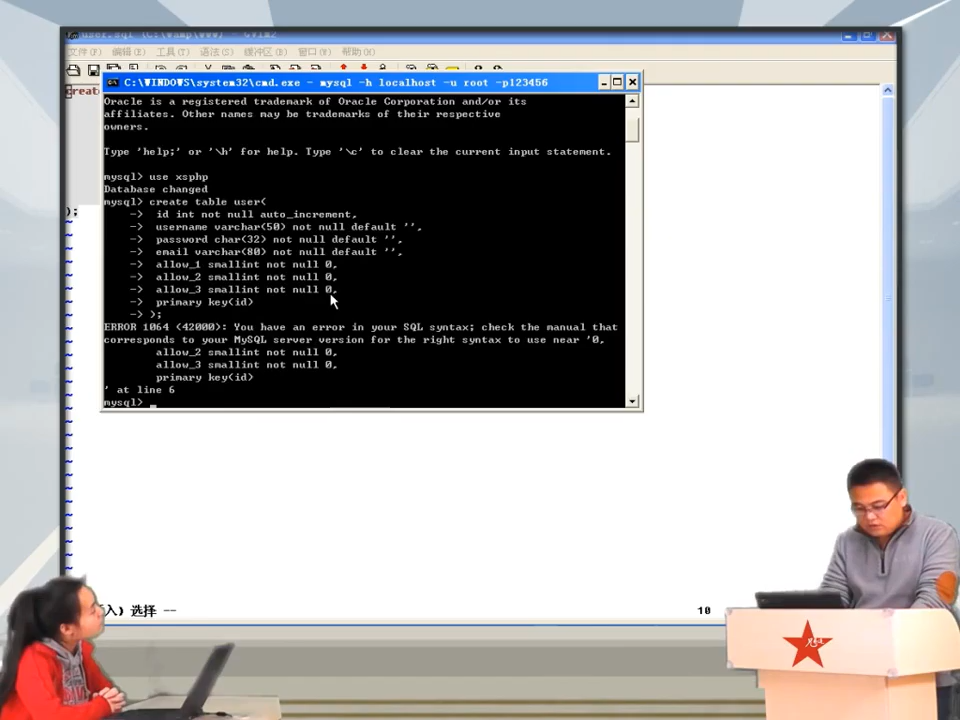 user.sql (C:\wamp\www) - GVIM2
文件(F) 编辑(E) 工具(T) 语法(S) 缓冲区(B) 窗口(W) 帮助(H)
C:\WINDOWS\system32\cmd.exe - mysql -h localhost -u root -p123456
creat
Oracle is a registered trademark of Oracle Corporation and/or its
affiliates. Other names may be trademarks of their respective
owners.
Type 'help;' or '\h' for help. Type '\c' to clear the current input statement.
mysql> use xsphp
Database changed
mysql> create table user(
-> id int not null auto_increment,
-> username varchar(50) not null default '',
-> password char(32) not null default '',
-> email varchar(80) not null default '',
-> allow_1 smallint not null 0,
-> allow_2 smallint not null 0,
-> allow_3 smallint not null 0,
-> primary key(id)
-> );
ERROR 1064 (42000): You have an error in your SQL syntax; check the manual that
corresponds to your MySQL server version for the right syntax to use near '0,
allow_2 smallint not null 0,
allow_3 smallint not null 0,
primary key(id)
' at line 6
mysql>
);
入) 选择 --
10